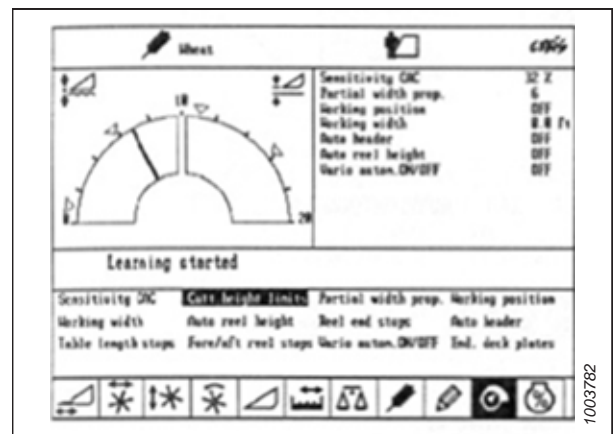 Wheat
CEBIS
10
0
20
Sensitivity CAC 32 %
Partial width prop. 6
Working position OFF
Working width 0.0 ft
Auto header OFF
Auto reel height OFF
Vario autom.ON/OFF OFF
Learning started
Sensitivity CAC Cutt.height limits Partial width prop. Working position
Working width Auto reel height Reel end stops Auto header
Table length stops Fore/aft reel stops Vario autom.ON/OFF End. deck plates
%
1003782